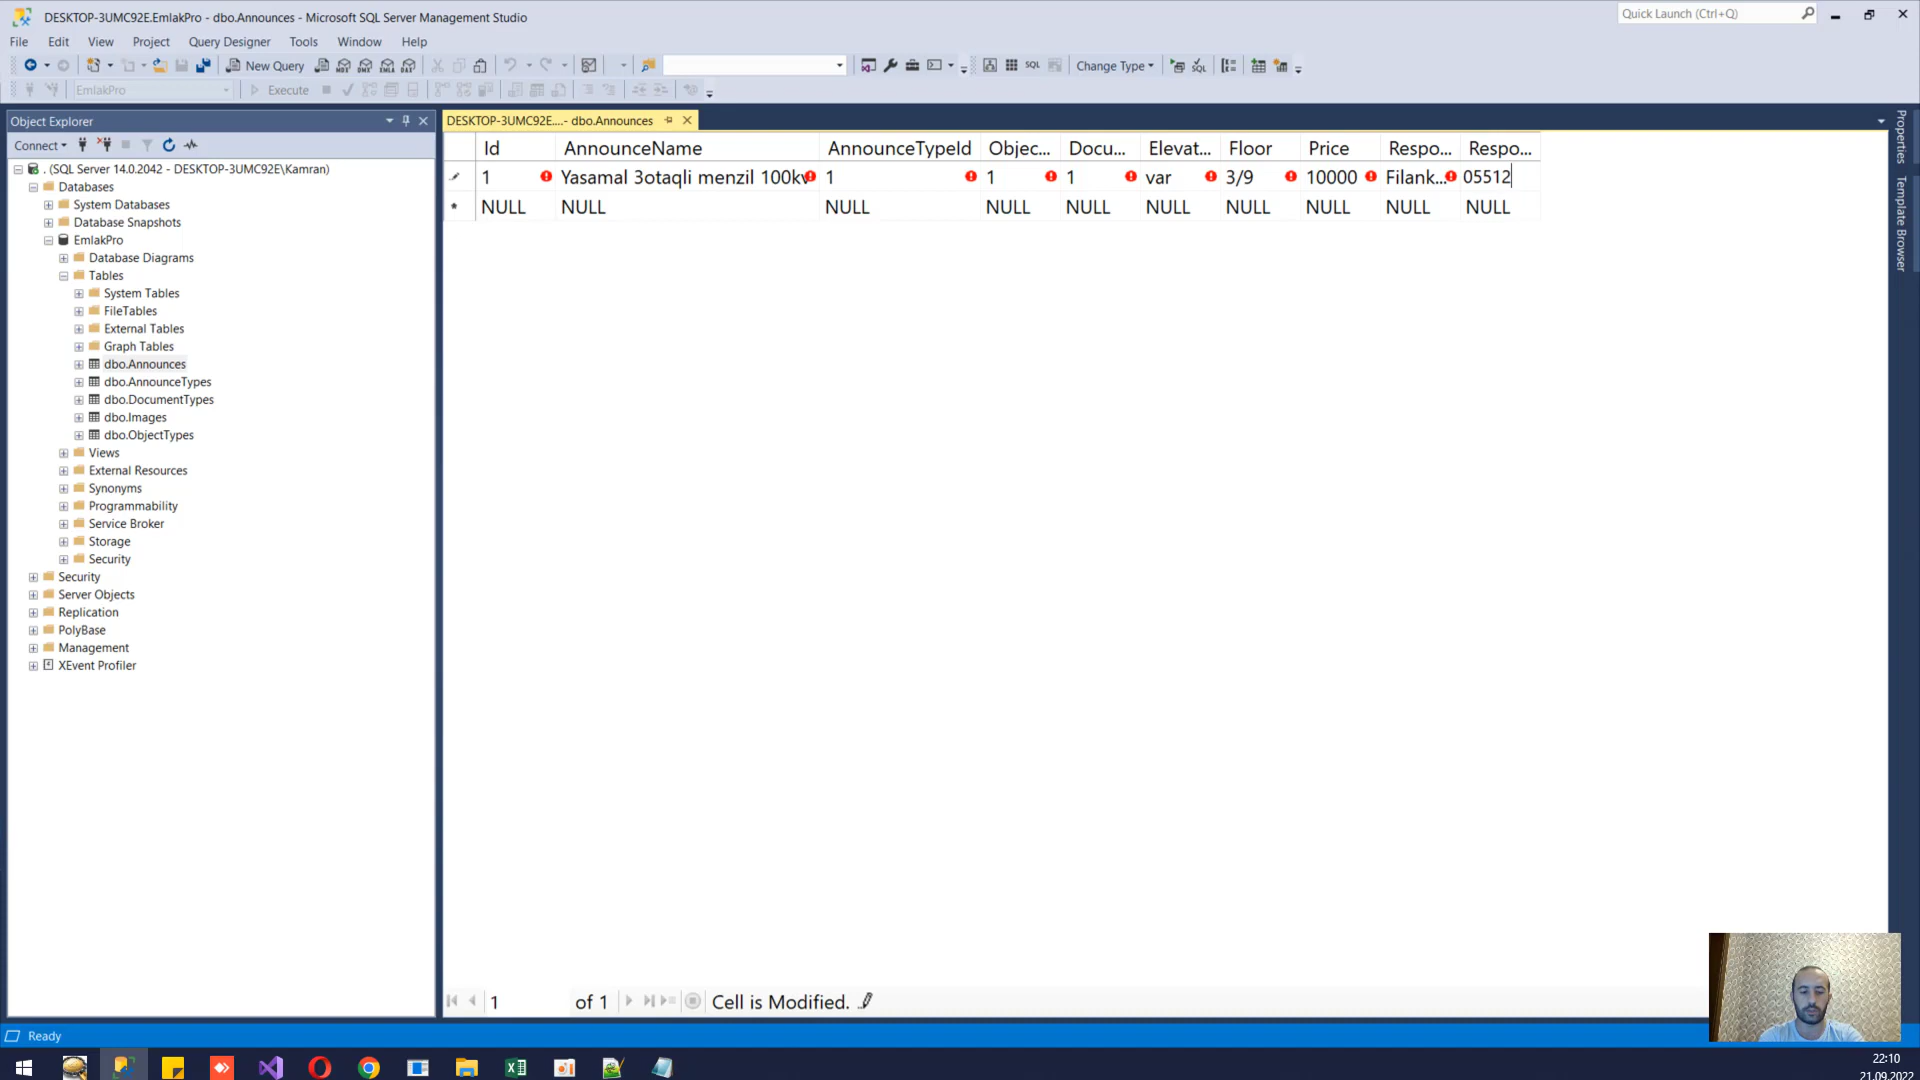 DESKTOP-3UMC92E.EmlakPro - dbo.Announces - Microsoft SQL Server Management Studio
Quick Launch (Ctrl+Q)
File Edit View Project Query Designer Tools Window Help
New Query
SQL
Change Type
EmlakPro
Execute
Object Explorer
DESKTOP-3UMC92E....- dbo.Announces
Connect
. (SQL Server 14.0.2042 - DESKTOP-3UMC92E\Kamran)
Databases
System Databases
Database Snapshots
EmlakPro
Database Diagrams
Tables
System Tables
FileTables
External Tables
Graph Tables
dbo.Announces
dbo.AnnounceTypes
dbo.DocumentTypes
dbo.Images
dbo.ObjectTypes
Views
External Resources
Synonyms
Programmability
Service Broker
Storage
Security
Security
Server Objects
Replication
PolyBase
Management
XEvent Profiler
Id AnnounceName AnnounceTypeId Objec... Docu... Elevat... Floor Price Respo... Respo...
1 Yasamal 3otaqli menzil 100kv 1 1 1 var 3/9 10000 Filank... 05512
NULL NULL NULL NULL NULL NULL NULL NULL NULL NULL
1 of 1 Cell is Modified.
Properties
Template Browser
Ready
22:10
21.09.2022